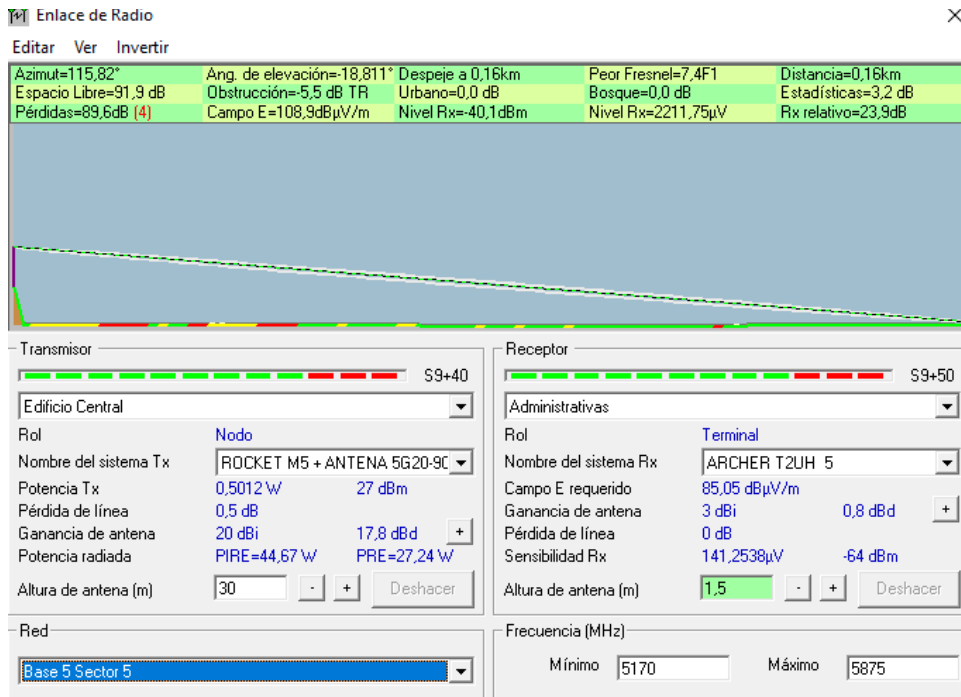 Enlace de Radio
Editar Ver Invertir
Azimut=115,82° Ang. de elevación=-18,811° Despeje a 0,16km Peor Fresnel=7,4F1 Distancia=0,16km
Espacio Libre=91,9 dB Obstrucción=-5,5 dB TR Urbano=0,0 dB Bosque=0,0 dB Estadísticas=3,2 dB
Pérdidas=89,6dB (4) Campo E=108,9dBµV/m Nivel Rx=-40,1dBm Nivel Rx=2211,75µV Rx relativo=23,9dB
Transmisor
S9+40
Edificio Central
Rol Nodo
Nombre del sistema Tx ROCKET M5 + ANTENA 5G20-90
Potencia Tx 0,5012 W 27 dBm
Pérdida de línea 0,5 dB
Ganancia de antena 20 dBi 17,8 dBd +
Potencia radiada PIRE=44,67 W PRE=27,24 W
Altura de antena (m) 30 - + Deshacer
Receptor
S9+50
Administrativas
Rol Terminal
Nombre del sistema Rx ARCHER T2UH 5
Campo E requerido 85,05 dBµV/m
Ganancia de antena 3 dBi 0,8 dBd +
Pérdida de línea 0 dB
Sensibilidad Rx 141,2538µV -64 dBm
Altura de antena (m) 1,5 - + Deshacer
Red
Base 5 Sector 5
Frecuencia (MHz)
Mínimo 5170 Máximo 5875